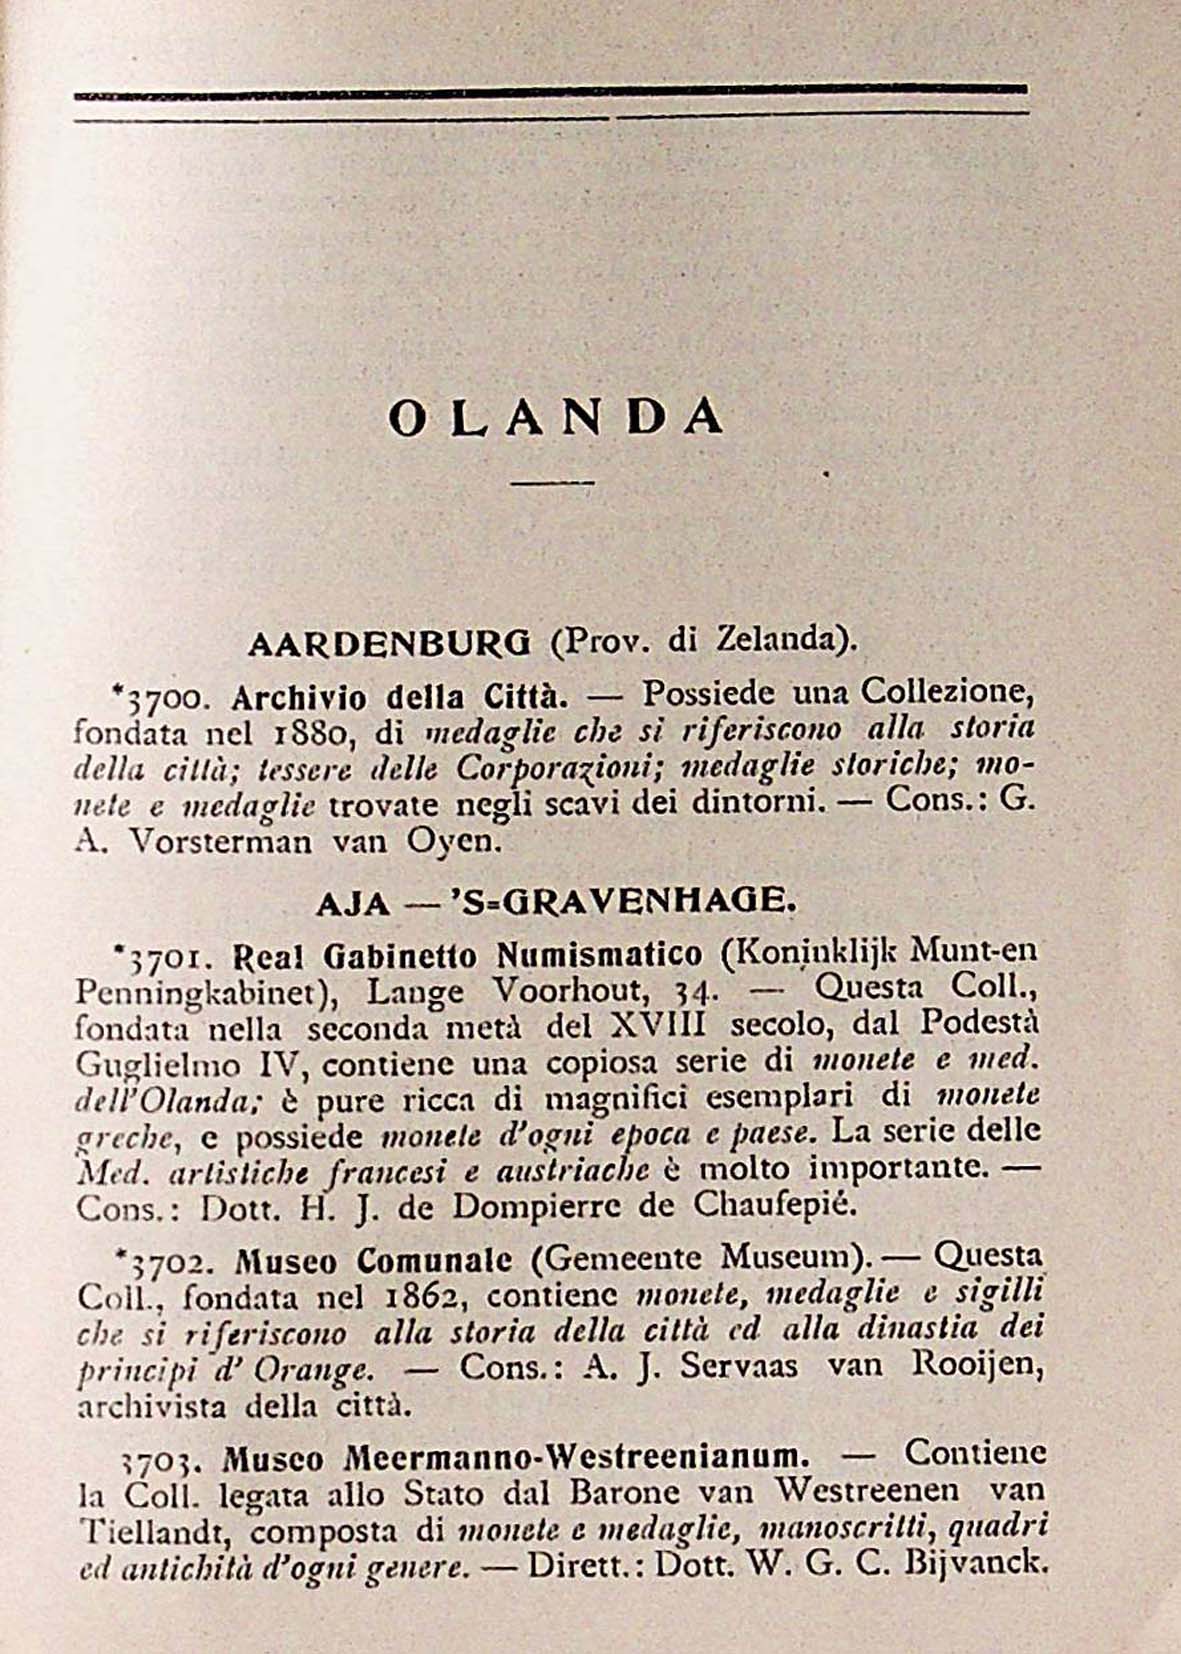 OLANDA
AARDENBURG (Prov. di Zelanda).
*3700. Archivio della Città. — Possiede una Collezione,
fondata nel 1880, di medaglie che si riferiscono alla storia
della città; tessere delle Corporazioni; medaglie storiche; mo-
nete e medaglie trovate negli scavi dei dintorni. — Cons.: G.
A. Vorsterman van Oyen.
AJA — 'S=GRAVENHAGE.
*3701. Real Gabinetto Numismatico (Koninklijk Munt-en
Penningkabinet), Lange Voorhout, 34. — Questa Coll.,
fondata nella seconda metà del XVIII secolo, dal Podestà
Guglielmo IV, contiene una copiosa serie di monete e med.
dell'Olanda; è pure ricca di magnifici esemplari di monete
greche, e possiede monete d'ogni epoca e paese. La serie delle
Med. artistiche francesi e austriache è molto importante. —
Cons.: Dott. H. J. de Dompierre de Chaufepié.
*3702. Museo Comunale (Gemeente Museum). — Questa
Coll., fondata nel 1862, contiene monete, medaglie e sigilli
che si riferiscono alla storia della città ed alla dinastia dei
principi d' Orange. — Cons.: A. J. Servaas van Rooijen,
archivista della città.
3703. Museo Meermanno-Westreenianum. — Contiene
la Coll. legata allo Stato dal Barone van Westreenen van
Tiellandt, composta di monete e medaglie, manoscritti, quadri
ed antichità d'ogni genere. — Dirett.: Dott. W. G. C. Bijvanck.